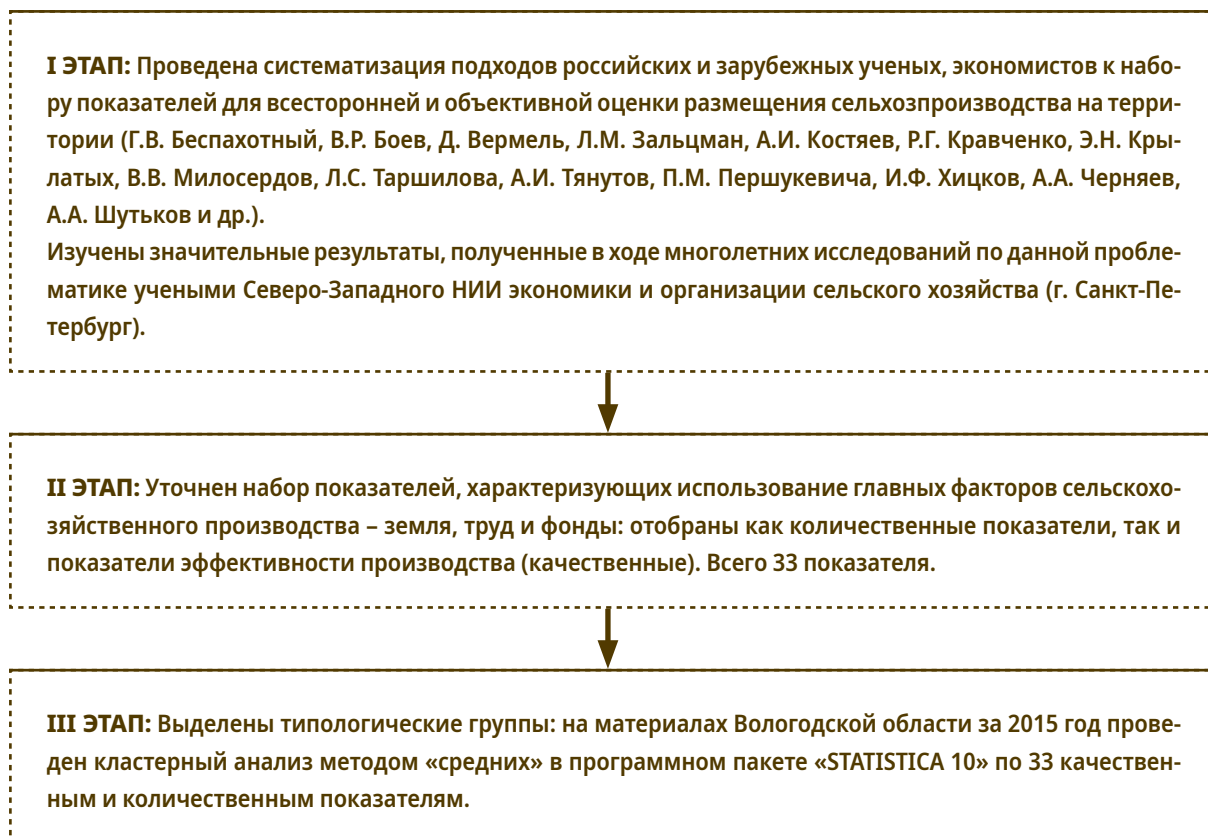 I ЭТАП: Проведена систематизация подходов российских и зарубежных ученых, экономистов к набо-
ру показателей для всесторонней и объективной оценки размещения сельхозпроизводства на терри-
тории (Г.В. Беспахотный, В.Р. Боев, Д. Вермель, Л.М. Зальцман, А.И. Костяев, Р.Г. Кравченко, Э.Н. Кры-
латых, В.В. Милосердов, Л.С. Таршилова, А.И. Тянутов, П.М. Першукевича, И.Ф. Хицков, А.А. Черняев,
А.А. Шутьков и др.).
Изучены значительные результаты, полученные в ходе многолетних исследований по данной пробле-
матике учеными Северо-Западного НИИ экономики и организации сельского хозяйства (г. Санкт-Пе-
тербург).
II ЭТАП: Уточнен набор показателей, характеризующих использование главных факторов сельскохо-
зяйственного производства – земля, труд и фонды: отобраны как количественные показатели, так и
показатели эффективности производства (качественные). Всего 33 показателя.
III ЭТАП: Выделены типологические группы: на материалах Вологодской области за 2015 год прове-
ден кластерный анализ методом «средних» в программном пакете «STATISTICA 10» по 33 качествен-
ным и количественным показателям.